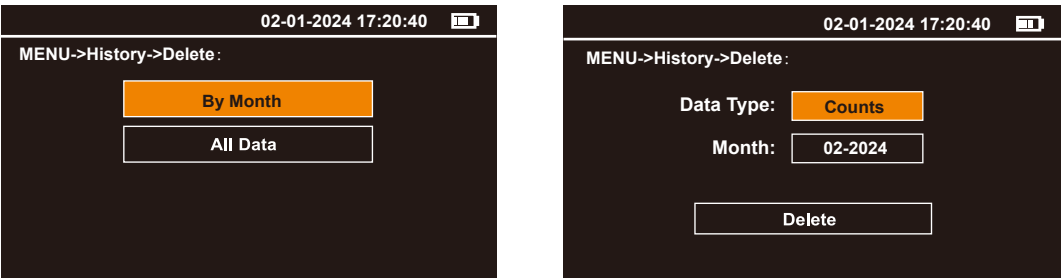 02-01-2024 17:20:40
MENU->History->Delete:
By Month
All Data
02-01-2024 17:20:40
MENU->History->Delete:
Data Type: Counts
Month: 02-2024
Delete